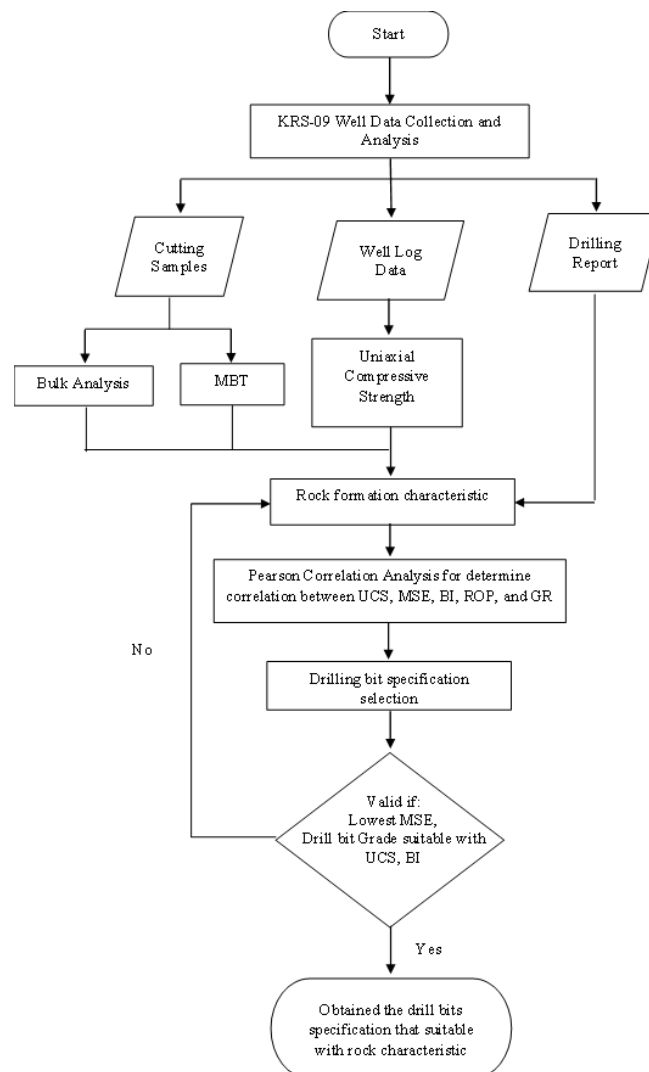 Start
KRS-09 Well Data Collection and
Analysis
Cutting
Samples
Well Log
Data
Drilling
Report
Bulk Analysis
MBT
Uniaxial
Compressive
Strength
Rock formation characteristic
Pearson Correlation Analysis for determine
correlation between UCS, MSE, BI, ROP, and GR
No
Drilling bit specification
selection
Valid if:
Lowest MSE,
Drill bit Grade suitable with
UCS, BI
Yes
Obtained the drill bits
specification that suitable
with rock characteristic